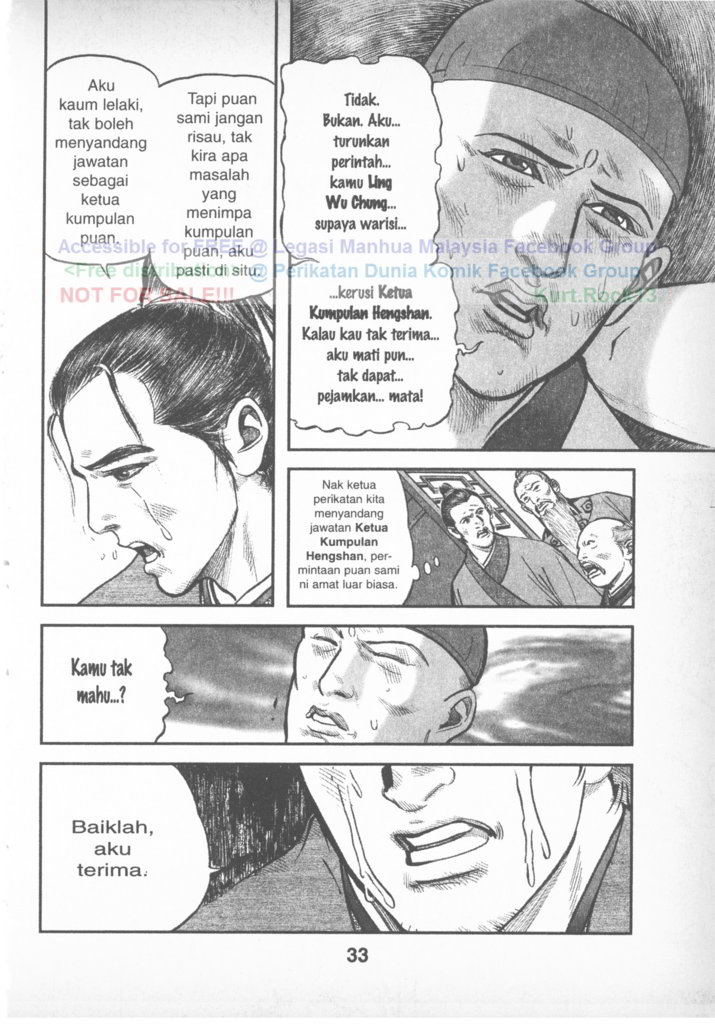 Tidak.
Bukan. Aku...
turunkan
perintah...
kamu Ling
Wu Chung...
supaya warisi...
...kerusi Ketua
Kumpulan Hengshan.
Kalau kau tak terima...
aku mati pun...
tak dapat...
pejamkan... mata!
Tapi puan
sami jangan
risau, tak
kira apa
masalah
yang
menimpa
kumpulan
puan, aku
pasti di situ.
Aku
kaum lelaki,
tak boleh
menyandang
jawatan
sebagai
ketua
kumpulan
puan.
Accessible for FREE @ Legasi Manhua Malaysia Facebook Group
<Free distribution> @ Perikatan Dunia Komik Facebook Group
NOT FOR SALE!!! Kurt.Rock73
Nak ketua
perikatan kita
menyandang
jawatan Ketua
Kumpulan
Hengshan, per-
mintaan puan sami
ni amat luar biasa.
Kamu tak
mahu...?
Baiklah,
aku
terima.
33